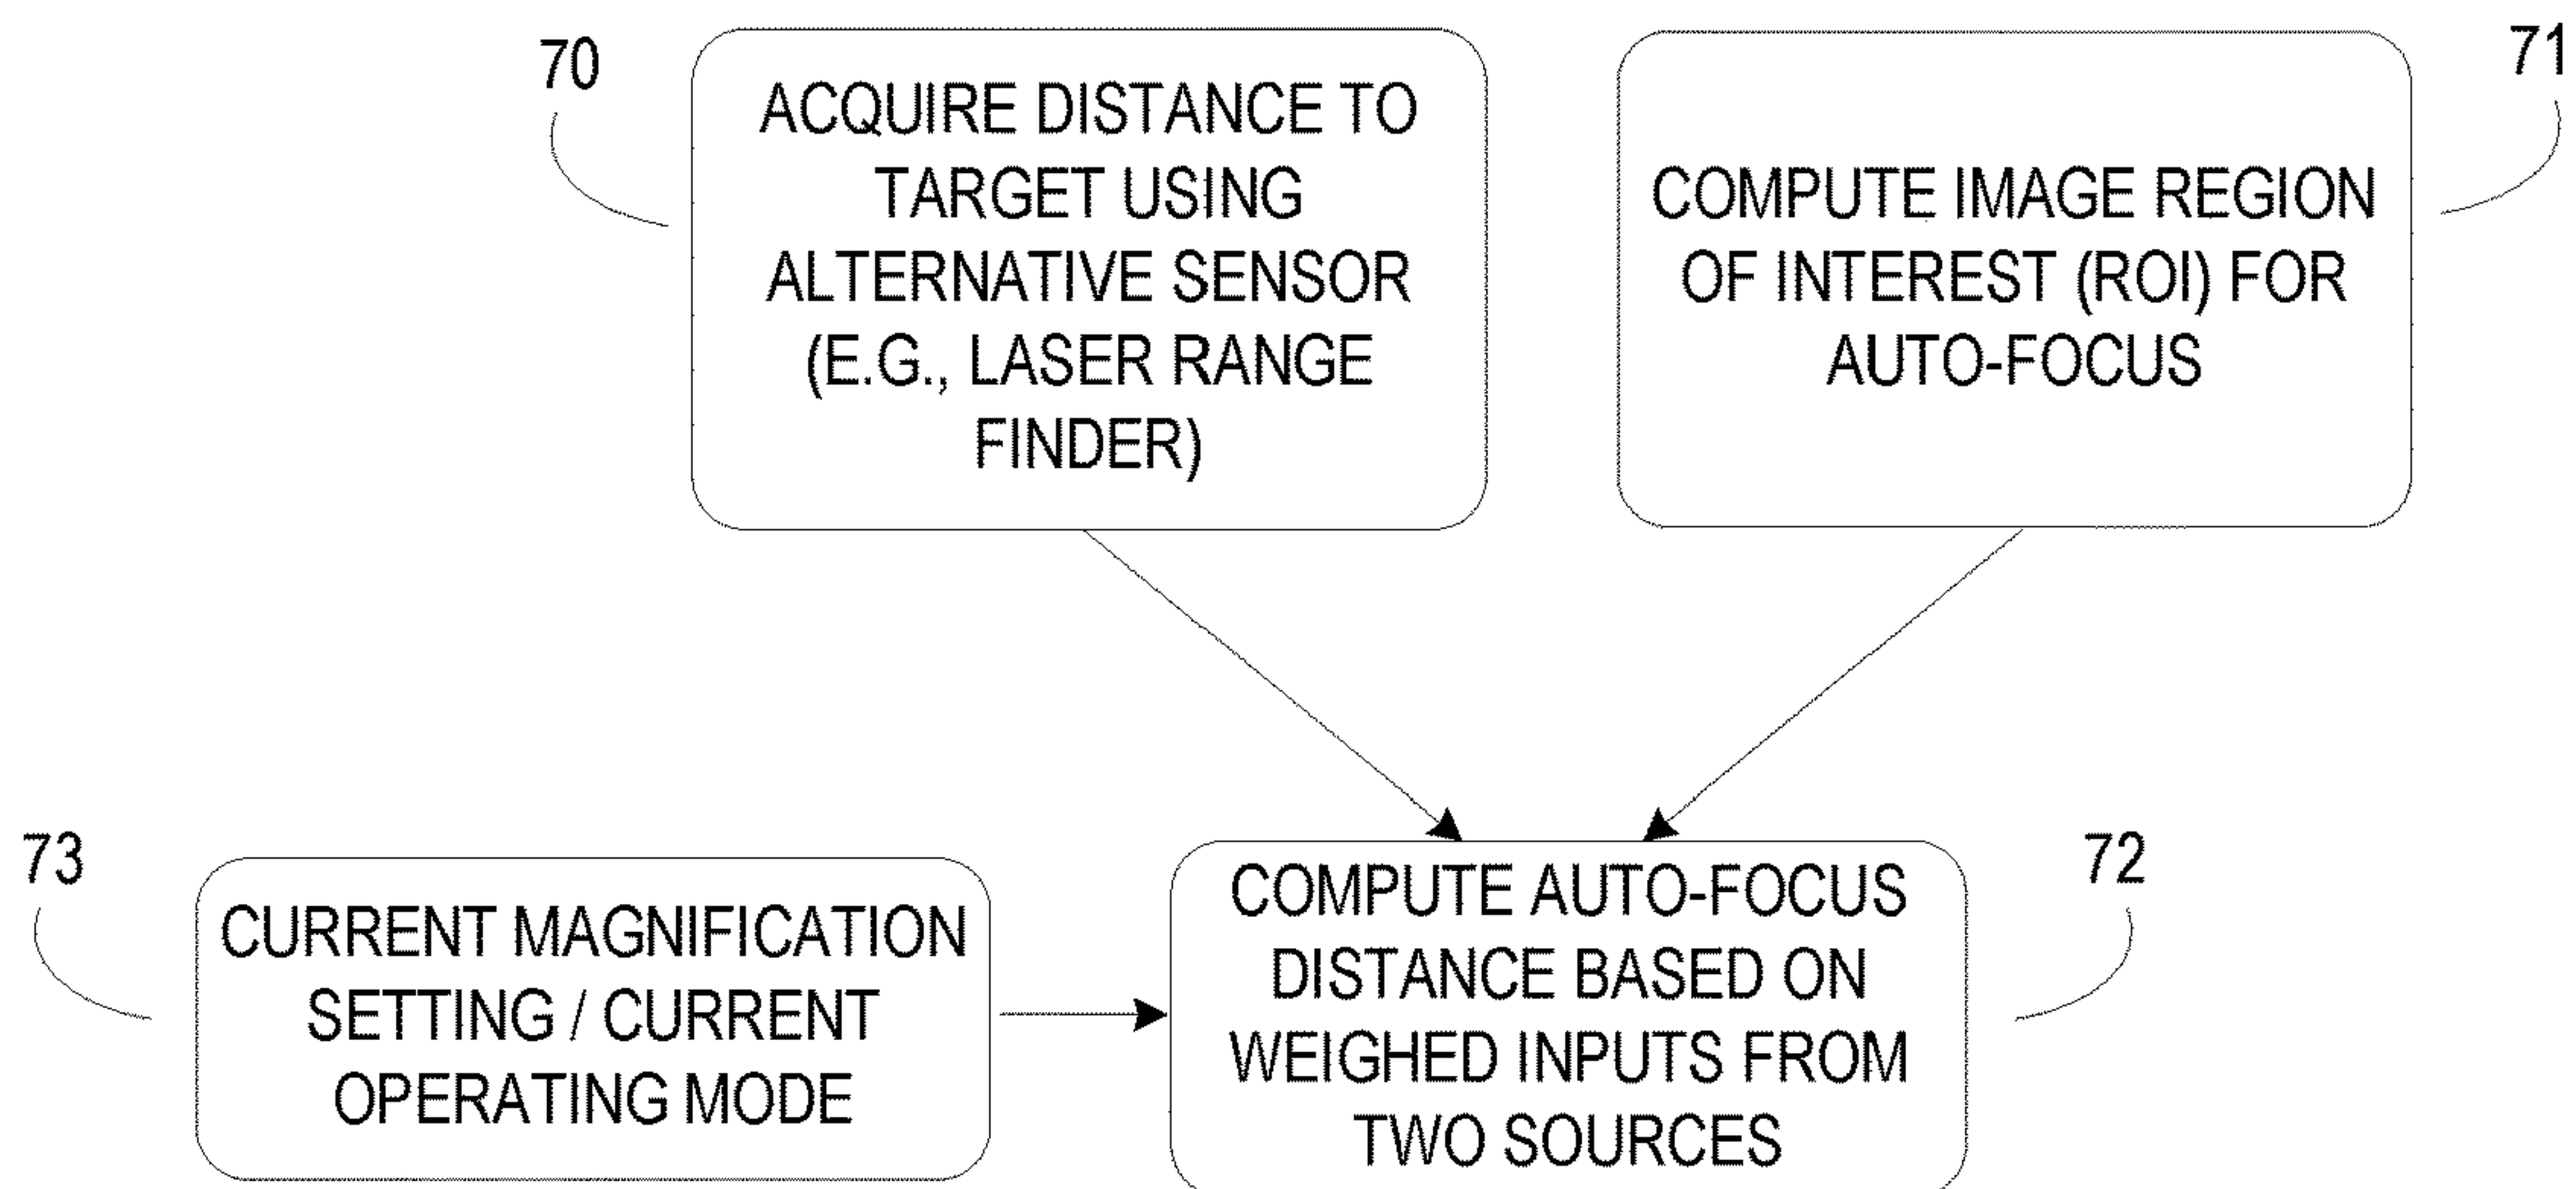 70
ACQUIRE DISTANCE TO
TARGET USING
ALTERNATIVE SENSOR
(E.G., LASER RANGE
FINDER)
71
COMPUTE IMAGE REGION
OF INTEREST (ROI) FOR
AUTO-FOCUS
73
CURRENT MAGNIFICATION
SETTING / CURRENT
OPERATING MODE
72
COMPUTE AUTO-FOCUS
DISTANCE BASED ON
WEIGHED INPUTS FROM
TWO SOURCES